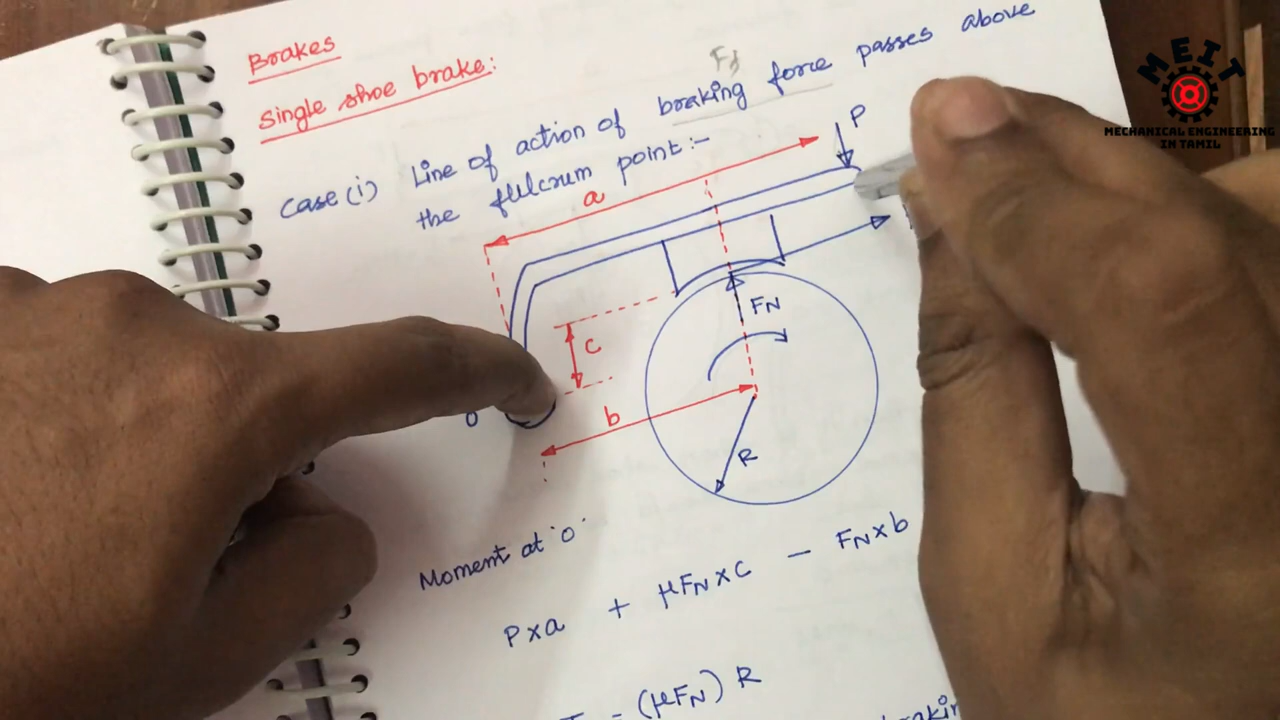 Brakes
Single shoe brake:
Case (i) Line of action of braking force passes above
the fulcrum point:-
P
a
FN
C
b
R
O
Moment at 'O'
P×a + μFN×C - FN×b
= (μFN) R
MEIT
MECHANICAL ENGINEERING
IN TAMIL